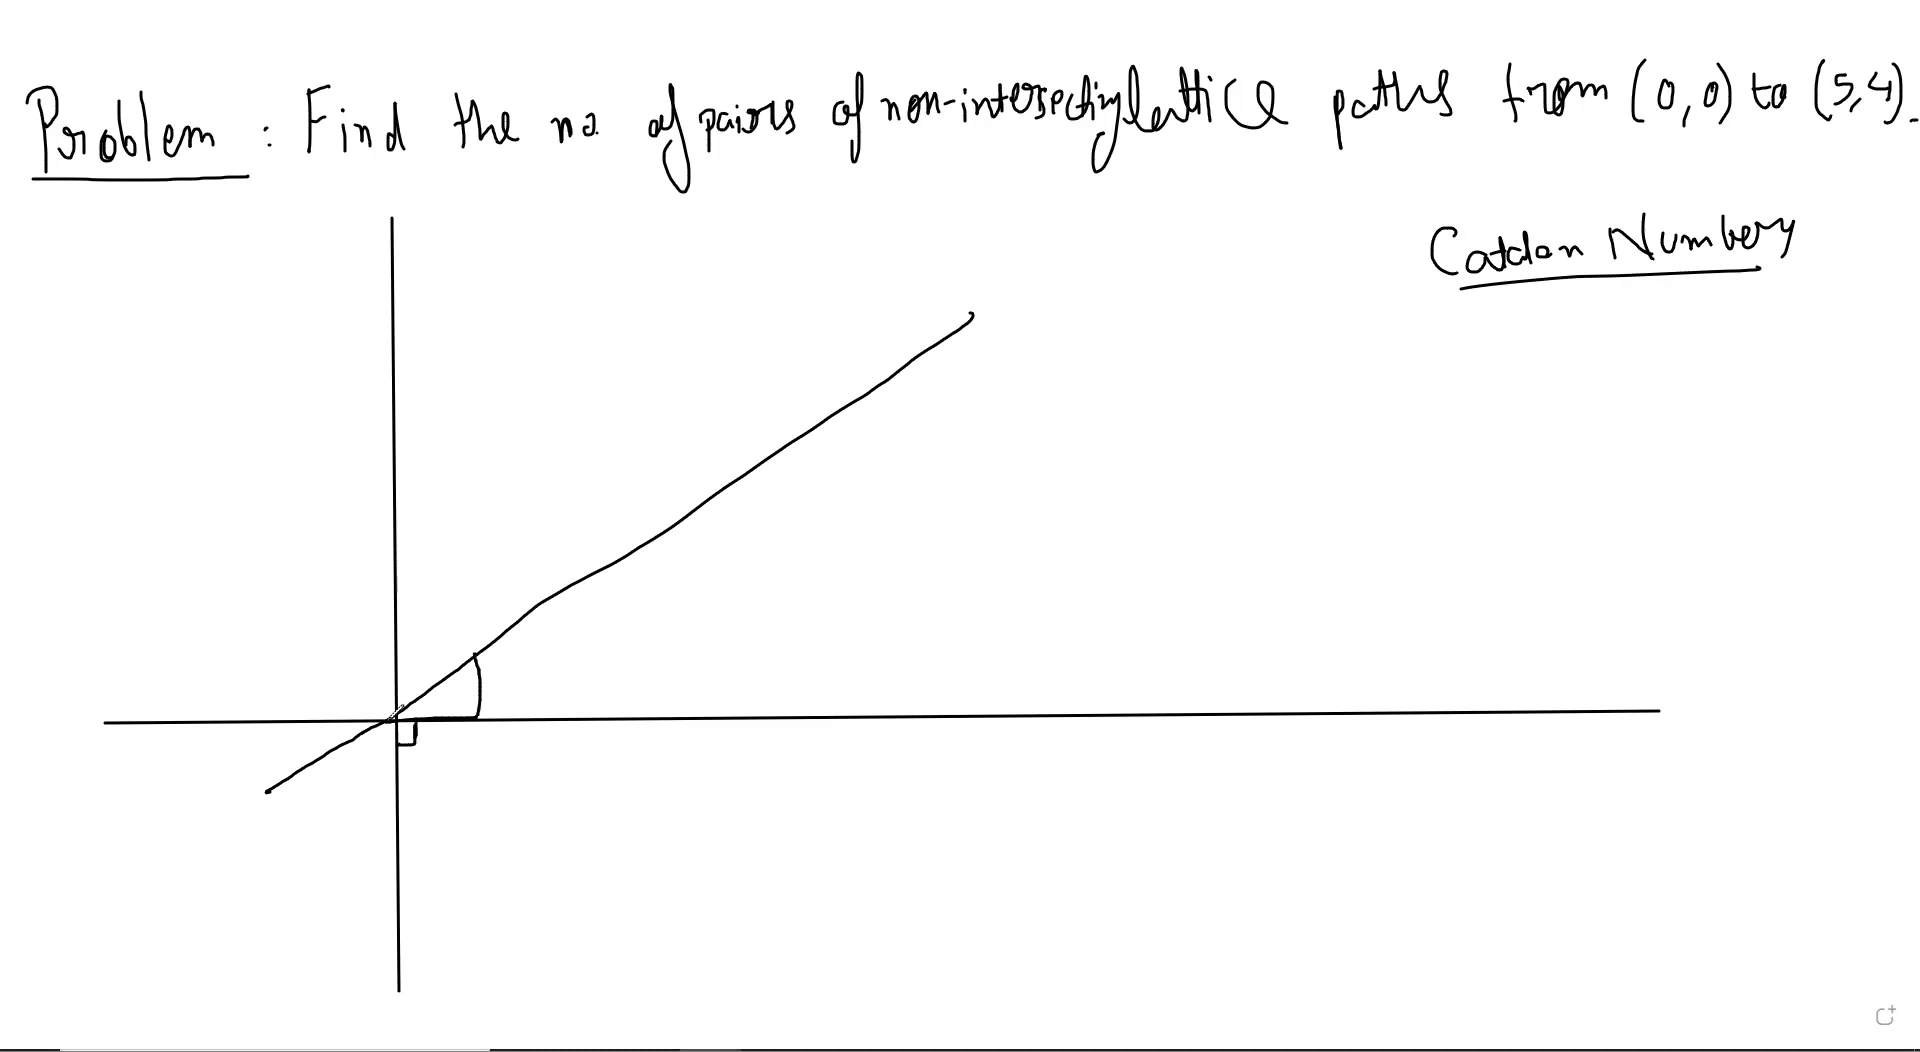 Problem : Find the no. of pairs of non-intersecting lattice paths from (0,0) to (5,4).
Catalan Numbers